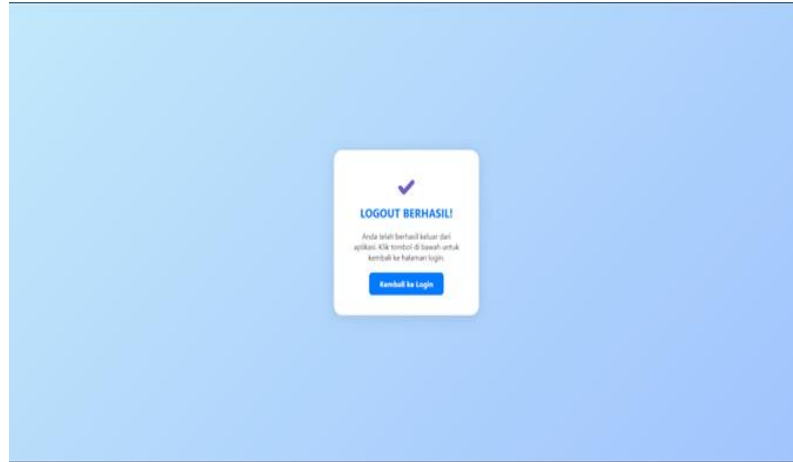 LOGOUT BERHASIL!
Anda telah berhasil keluar dari
aplikasi. Klik tombol di bawah untuk
kembali ke halaman login.
Kembali ke Login